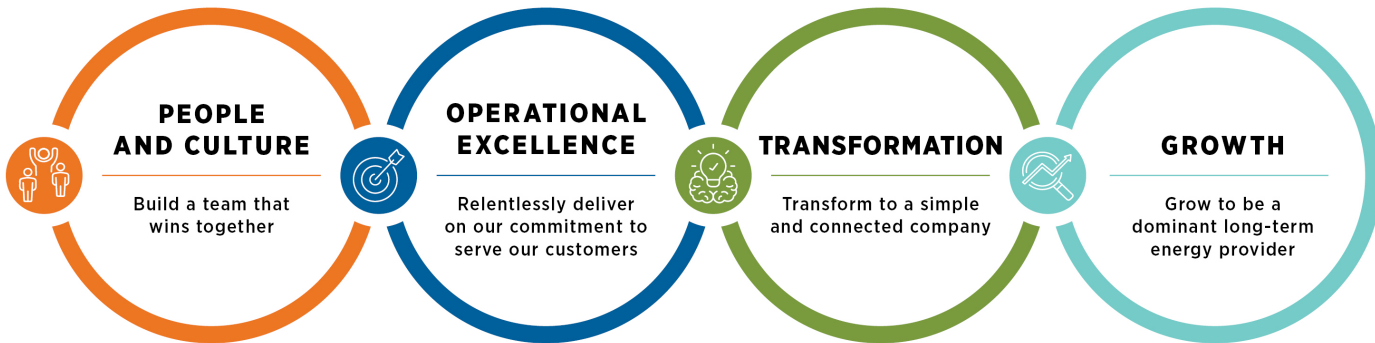 PEOPLE
AND CULTURE
Build a team that
wins together
OPERATIONAL
EXCELLENCE
Relentlessly deliver
on our commitment to
serve our customers
TRANSFORMATION
Transform to a simple
and connected company
GROWTH
Grow to be a
dominant long-term
energy provider